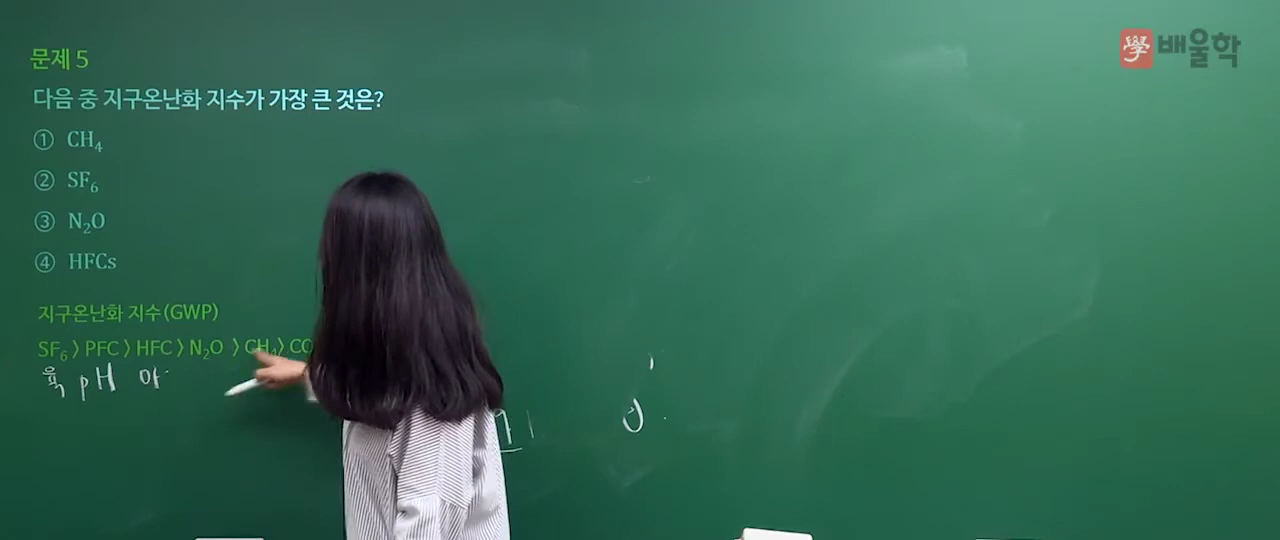 學 배울학
문제 5
다음 중 지구온난화 지수가 가장 큰 것은?
① CH₄
② SF₆
③ N₂O
④ HFCs
지구온난화 지수(GWP)
SF₆ > PFC > HFC > N₂O > CH₄ > CO
육 pH 아